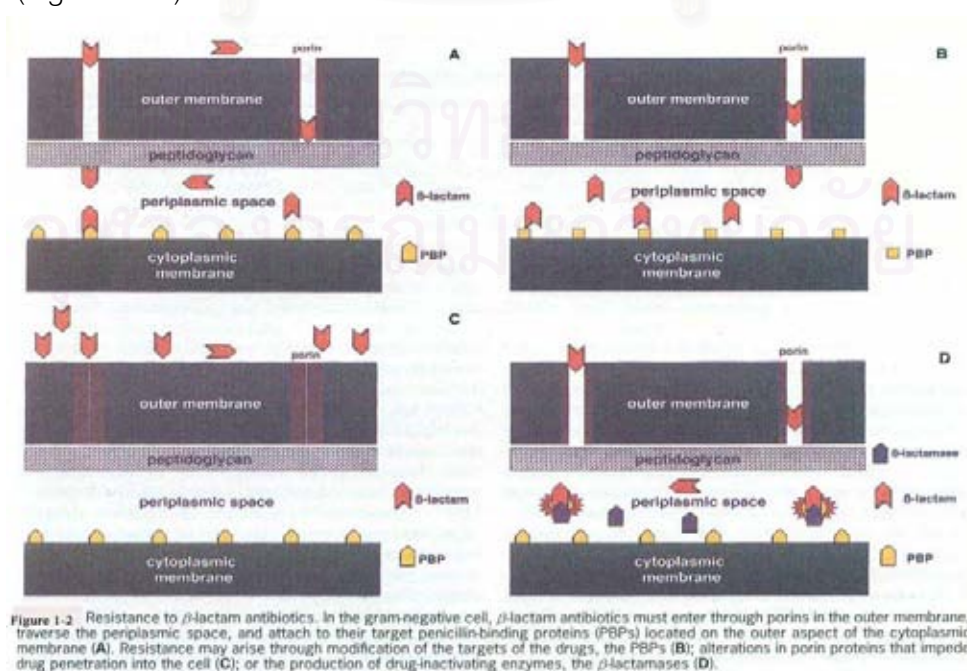 porin
A
outer membrane
peptidoglycan
periplasmic space
ß-lactam
PBP
cytoplasmic
membrane
porin
B
outer membrane
peptidoglycan
periplasmic space
ß-lactam
PBP
cytoplasmic
membrane
C
porin
outer membrane
peptidoglycan
periplasmic space
ß-lactam
PBP
cytoplasmic
membrane
porin
D
outer membrane
peptidoglycan
ß-lactamase
periplasmic space
ß-lactam
PBP
cytoplasmic
membrane
Figure 1-2 Resistance to β-lactam antibiotics. In the gram-negative cell, β-lactam antibiotics must enter through porins in the outer membrane,
traverse the periplasmic space, and attach to their target penicillin-binding proteins (PBPs) located on the outer aspect of the cytoplasmic
membrane (A). Resistance may arise through modification of the targets of the drugs, the PBPs (B); alterations in porin proteins that impede
drug penetration into the cell (C); or the production of drug-inactivating enzymes, the β-lactamases (D).